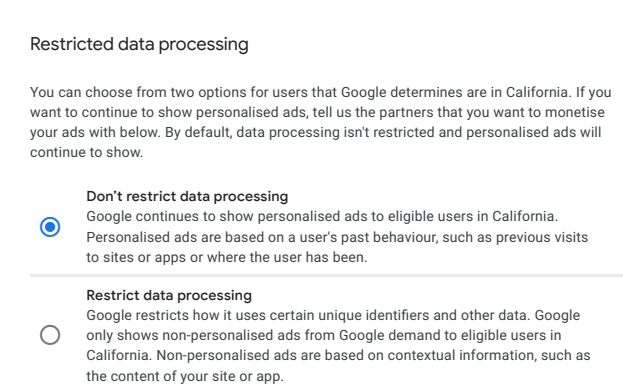 Restricted data processing
You can choose from two options for users that Google determines are in California. If you
want to continue to show personalised ads, tell us the partners that you want to monetise
your ads with below. By default, data processing isn't restricted and personalised ads will
continue to show.
Don't restrict data processing
Google continues to show personalised ads to eligible users in California.
Personalised ads are based on a user's past behaviour, such as previous visits
to sites or apps or where the user has been.
Restrict data processing
Google restricts how it uses certain unique identifiers and other data. Google
only shows non-personalised ads from Google demand to eligible users in
California. Non-personalised ads are based on contextual information, such as
the content of your site or app.